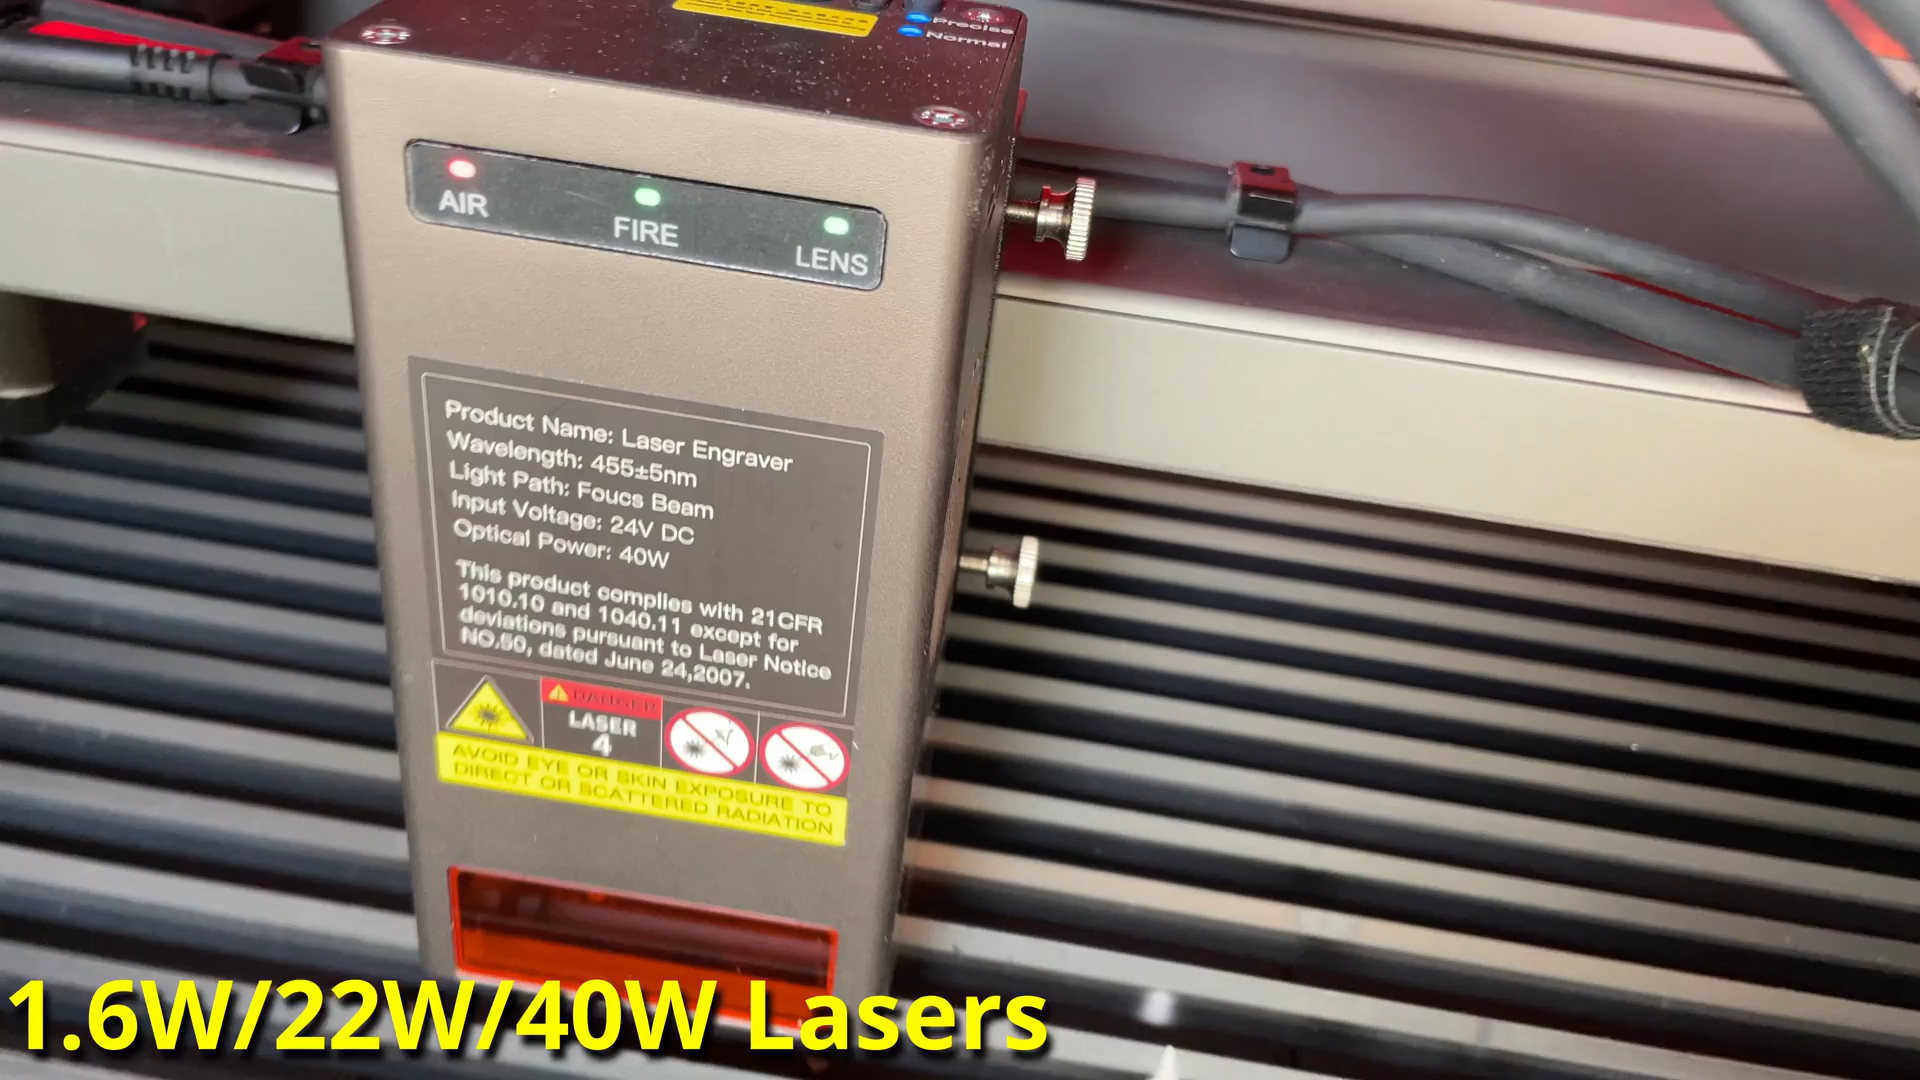 Precise
Normal
AIR
FIRE
LENS
Product Name: Laser Engraver
Wavelength: 455±5nm
Light Path: Foucs Beam
Input Voltage: 24V DC
Optical Power: 40W
This product complies with 21CFR
1010.10 and 1040.11 except for
deviations pursuant to Laser Notice
NO.50, dated June 24,2007.
DANGER
LASER
4
AVOID EYE OR SKIN EXPOSURE TO
DIRECT OR SCATTERED RADIATION
1.6W/22W/40W Lasers